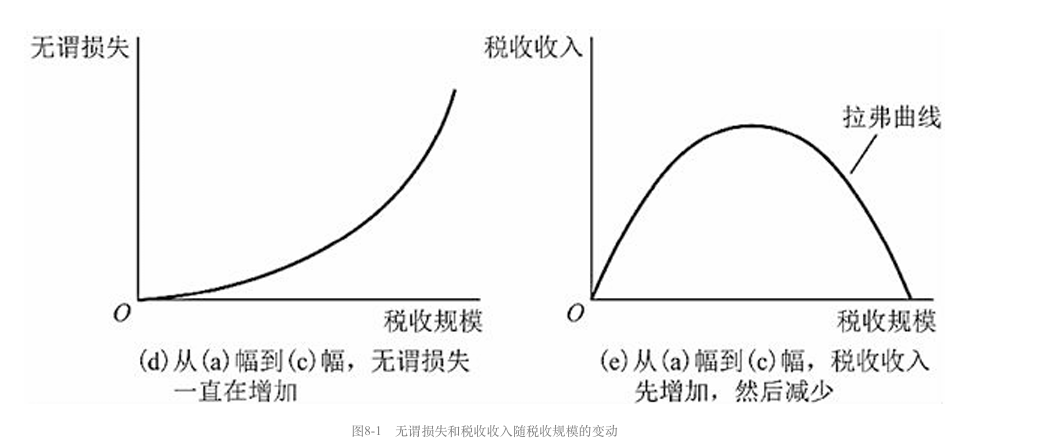 无谓损失
税收收入
拉弗曲线
O
税收规模
O
税收规模
(d)从(a)幅到(c)幅，无谓损失
一直在增加
(e)从(a)幅到(c)幅，税收收入
先增加，然后减少
图8-1 无谓损失和税收收入随税收规模的变动